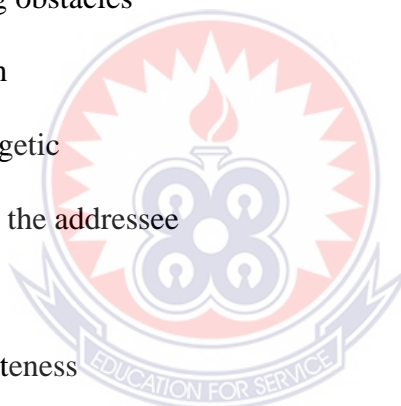 g obstacles
n
getic
the addressee
teness
EDUCATION FOR SERVICE